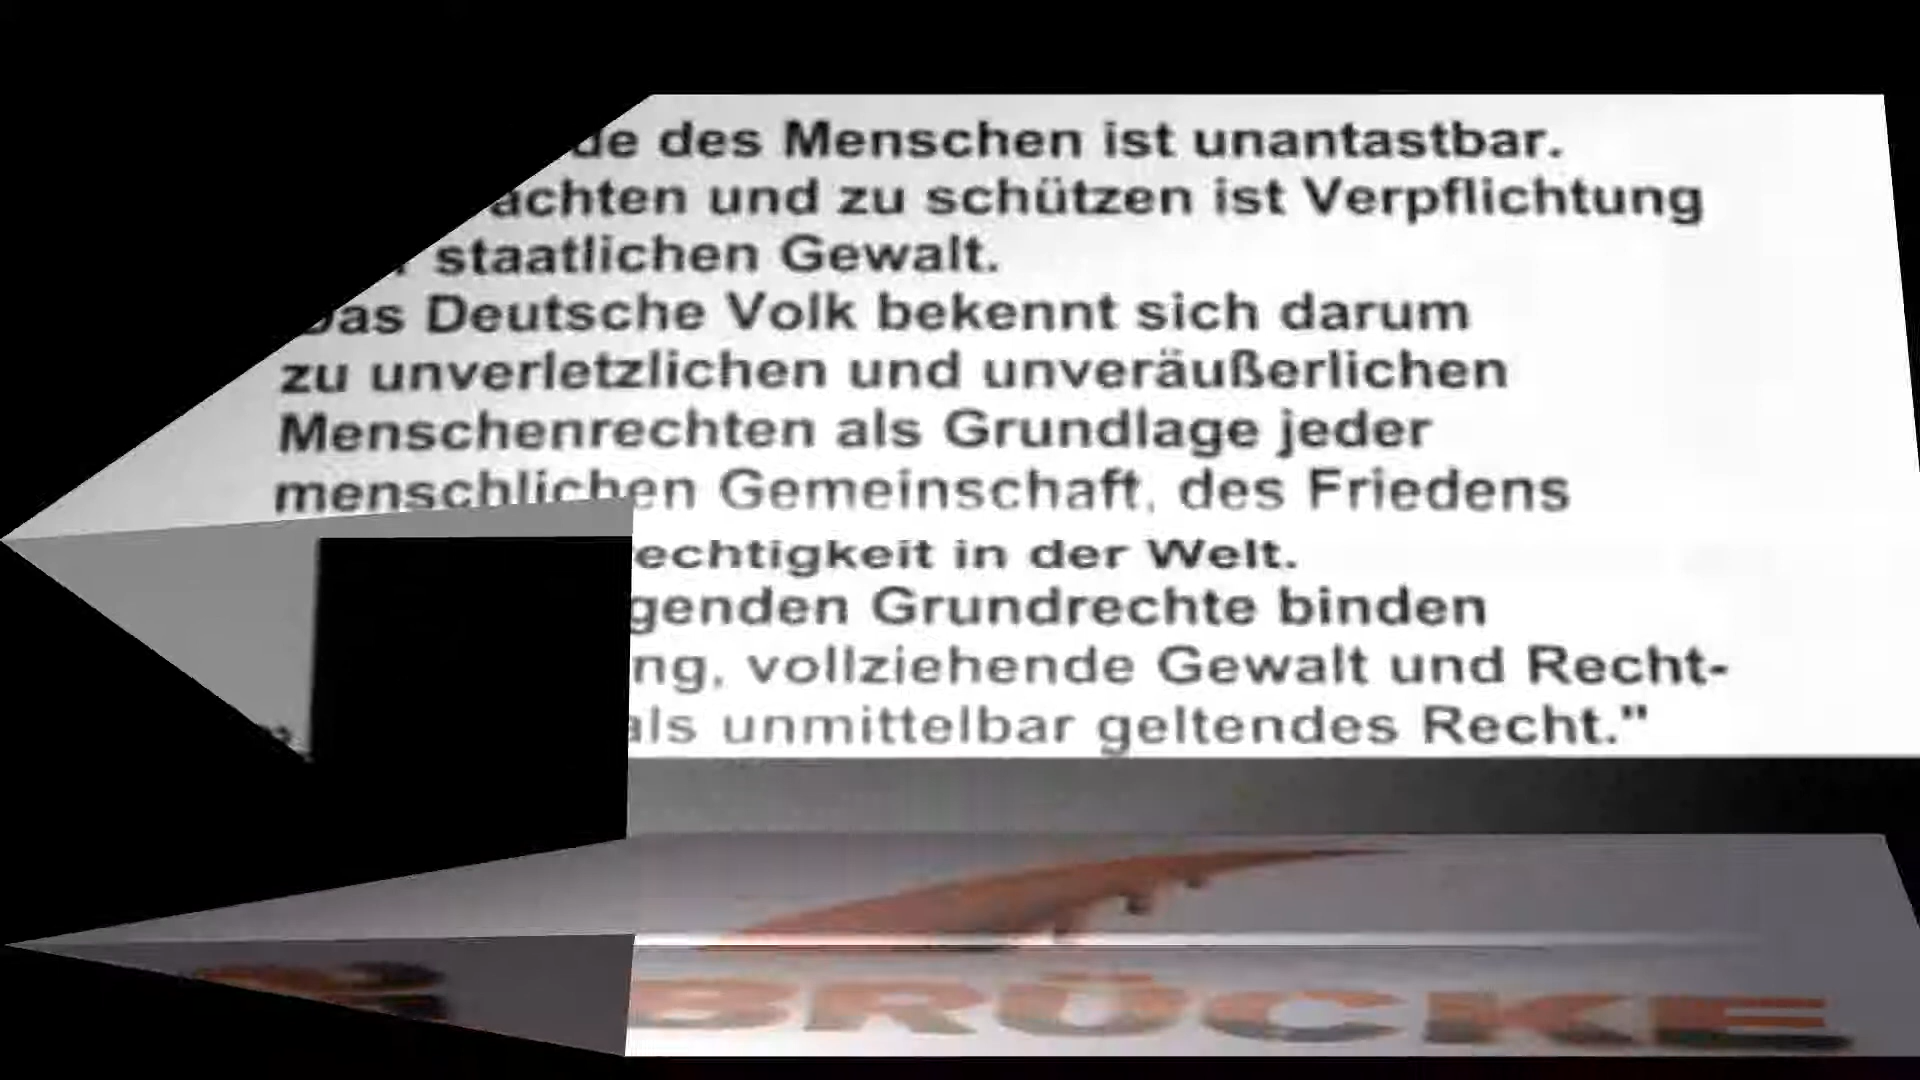 des Menschen ist unantastbar.
achten und zu schützen ist Verpflichtung
staatlichen Gewalt.
Das Deutsche Volk bekennt sich darum
zu unverletzlichen und unveräußerlichen
Menschenrechten als Grundlage jeder
menschlichen Gemeinschaft, des Friedens
echtigkeit in der Welt.
genden Grundrechte binden
ng, vollziehende Gewalt und Recht-
als unmittelbar geltendes Recht."
BRÜCKE